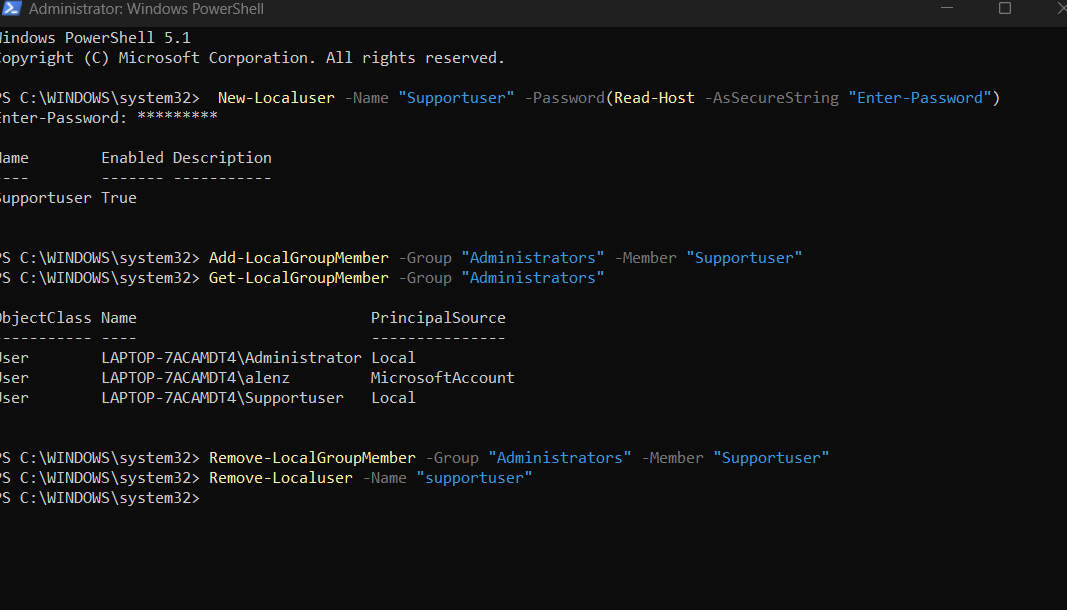 Administrator: Windows PowerShell
Windows PowerShell 5.1
Copyright (C) Microsoft Corporation. All rights reserved.
PS C:\WINDOWS\system32>  New-Localuser -Name "Supportuser" -Password(Read-Host -AsSecureString "Enter-Password")
Enter-Password: *********
Name        Enabled Description
----        ------- -----------
Supportuser True
PS C:\WINDOWS\system32> Add-LocalGroupMember -Group "Administrators" -Member "Supportuser"
PS C:\WINDOWS\system32> Get-LocalGroupMember -Group "Administrators"
ObjectClass Name                          PrincipalSource
----------- ----                          ---------------
User        LAPTOP-7ACAMDT4\Administrator Local
User        LAPTOP-7ACAMDT4\alenz         MicrosoftAccount
User        LAPTOP-7ACAMDT4\Supportuser   Local
PS C:\WINDOWS\system32> Remove-LocalGroupMember -Group "Administrators" -Member "Supportuser"
PS C:\WINDOWS\system32> Remove-Localuser -Name "supportuser"
PS C:\WINDOWS\system32>